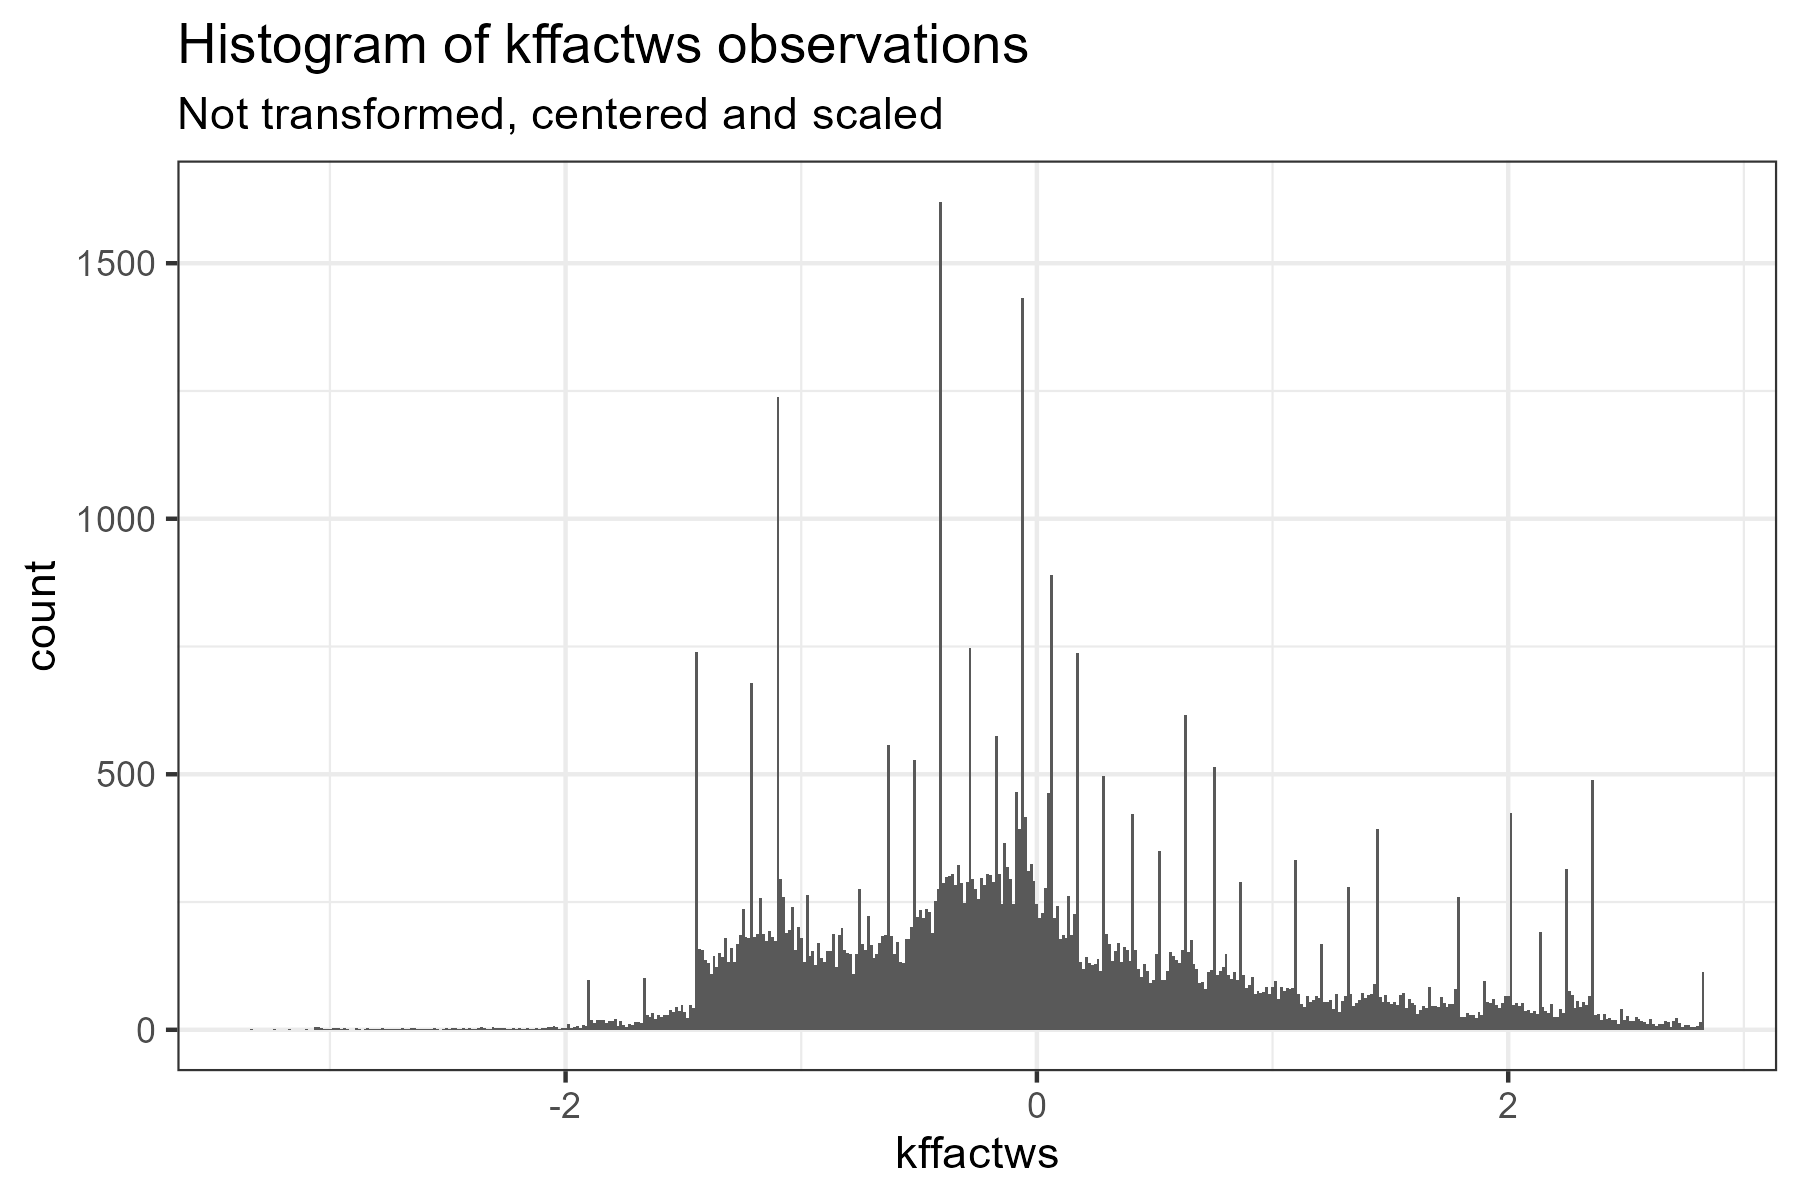 Histogram of kffactws observations
Not transformed, centered and scaled
1500
1000
500
0
count
-2
0
2
kffactws